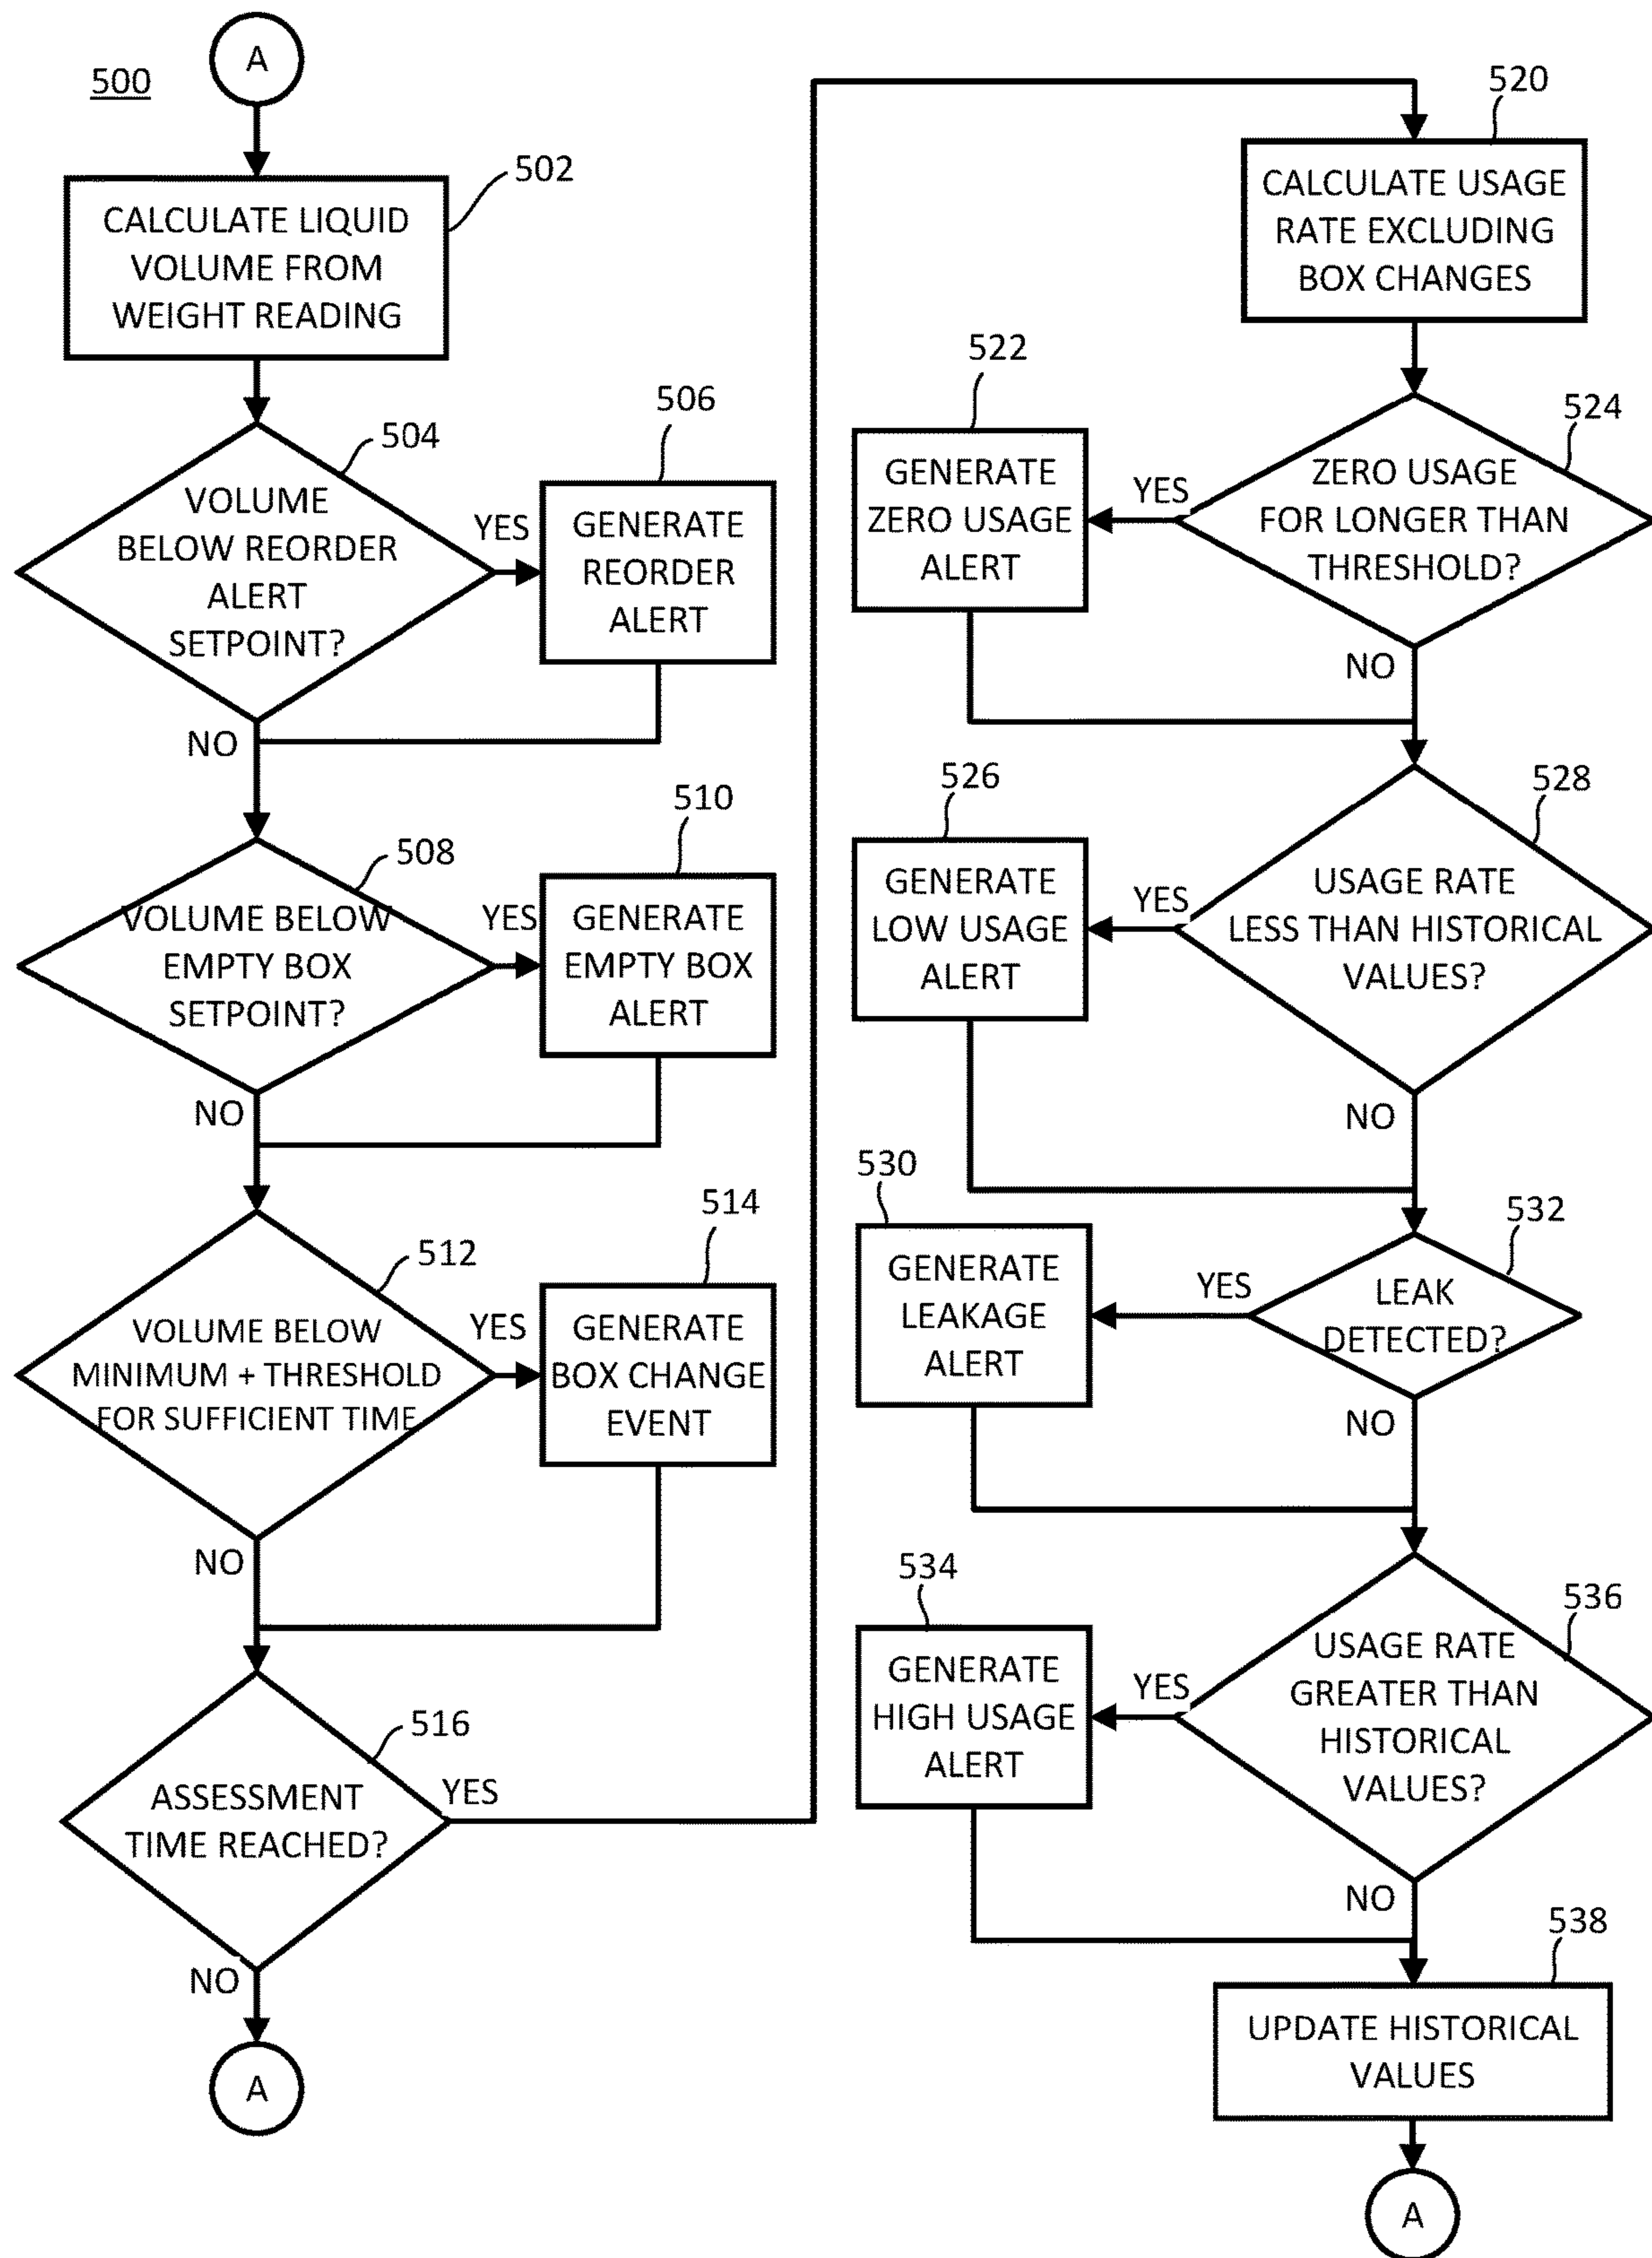 500
A
502
CALCULATE LIQUID
VOLUME FROM
WEIGHT READING
504
VOLUME
BELOW REORDER
ALERT
SETPOINT?
YES
506
GENERATE
REORDER
ALERT
NO
508
VOLUME BELOW
EMPTY BOX
SETPOINT?
YES
510
GENERATE
EMPTY BOX
ALERT
NO
512
VOLUME BELOW
MINIMUM + THRESHOLD
FOR SUFFICIENT TIME
YES
514
GENERATE
BOX CHANGE
EVENT
NO
516
ASSESSMENT
TIME REACHED?
YES
NO
A
520
CALCULATE USAGE
RATE EXCLUDING
BOX CHANGES
522
GENERATE
ZERO USAGE
ALERT
YES
524
ZERO USAGE
FOR LONGER THAN
THRESHOLD?
NO
526
GENERATE
LOW USAGE
ALERT
YES
528
USAGE RATE
LESS THAN HISTORICAL
VALUES?
NO
530
GENERATE
LEAKAGE
ALERT
YES
532
LEAK
DETECTED?
NO
534
GENERATE
HIGH USAGE
ALERT
YES
536
USAGE RATE
GREATER THAN
HISTORICAL
VALUES?
NO
538
UPDATE HISTORICAL
VALUES
A